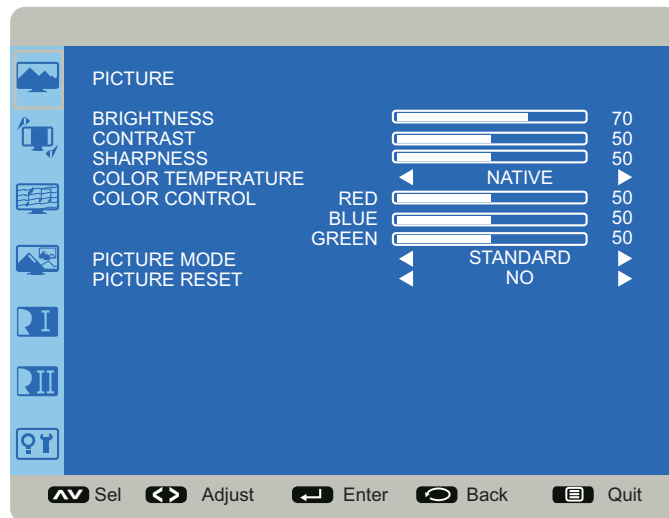 PICTURE
BRIGHTNESS 70
CONTRAST 50
SHARPNESS 50
COLOR TEMPERATURE NATIVE
COLOR CONTROL RED 50
BLUE 50
GREEN 50
PICTURE MODE STANDARD
PICTURE RESET NO
I
II
Sel Adjust Enter Back Quit